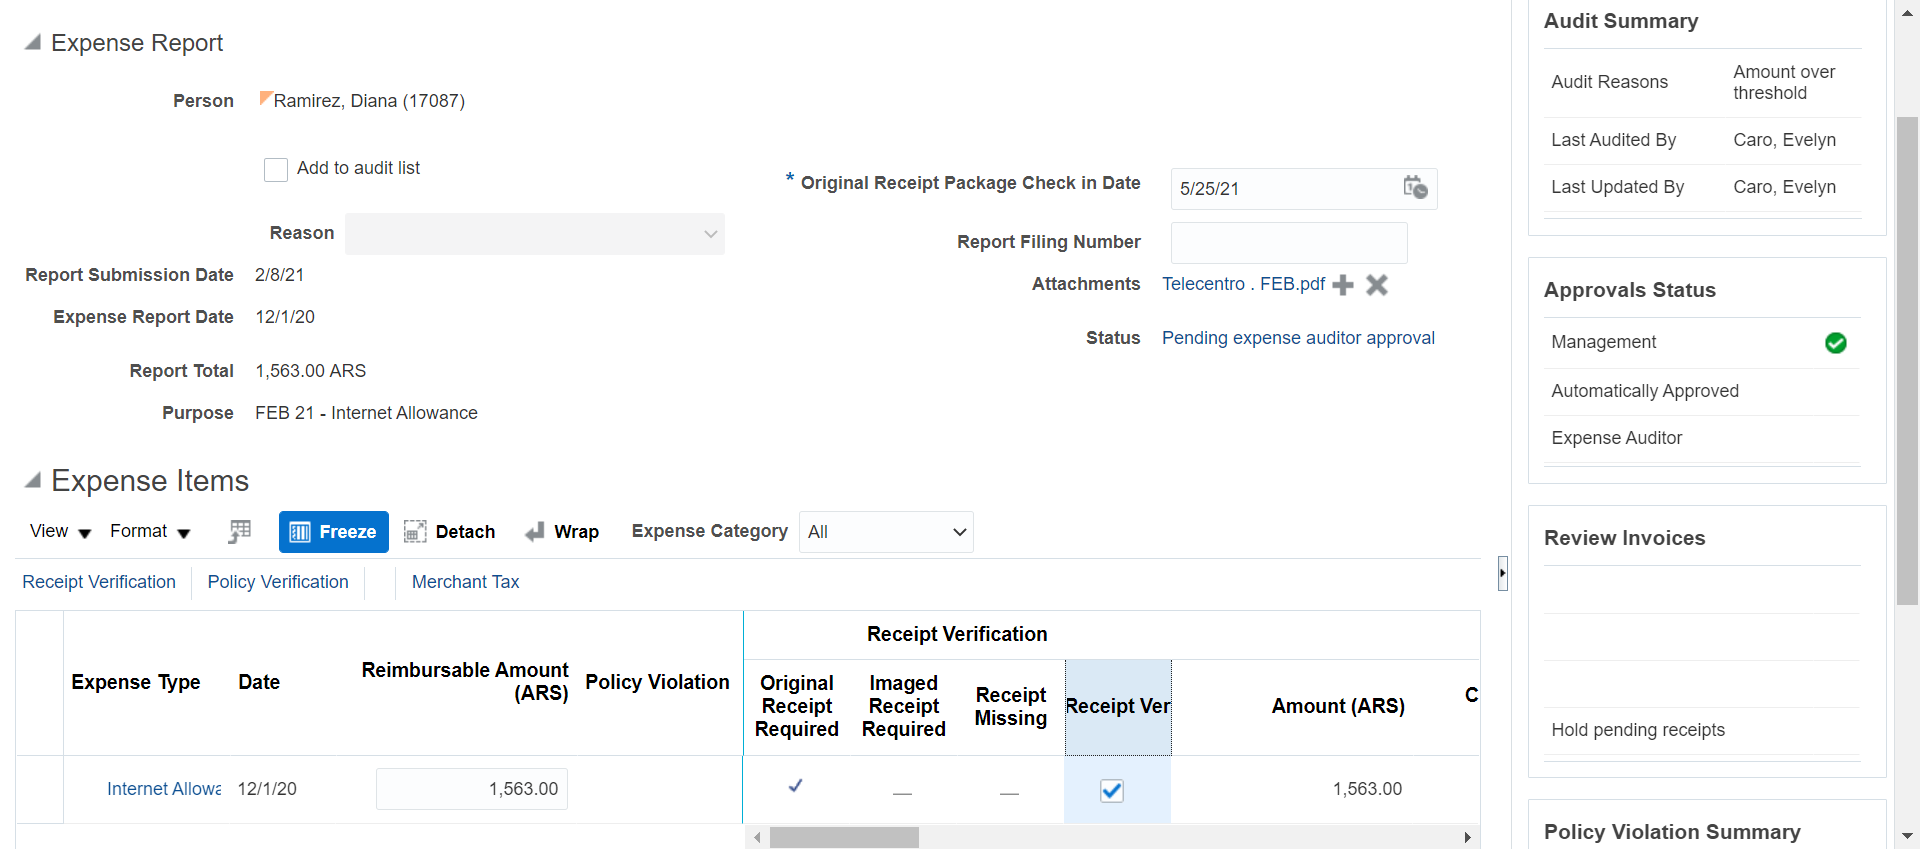 Expense Report
Person Ramirez, Diana (17087)
Add to audit list
Reason
Report Submission Date 2/8/21
Expense Report Date 12/1/20
Report Total 1,563.00 ARS
Purpose FEB 21 - Internet Allowance
* Original Receipt Package Check in Date 5/25/21
Report Filing Number
Attachments Telecentro . FEB.pdf
Status Pending expense auditor approval
Expense Items
View Format Freeze Detach Wrap Expense Category All
Receipt Verification Policy Verification Merchant Tax
Receipt Verification
Expense Type
Date
Reimbursable Amount
(ARS)
Policy Violation
Original
Receipt
Required
Imaged
Receipt
Required
Receipt
Missing
Receipt Ver
Amount (ARS)
C
Internet Allowa 12/1/20 1,563.00 1,563.00
Audit Summary
Audit Reasons
Amount over
threshold
Last Audited By Caro, Evelyn
Last Updated By Caro, Evelyn
Approvals Status
Management
Automatically Approved
Expense Auditor
Review Invoices
Hold pending receipts
Policy Violation Summary